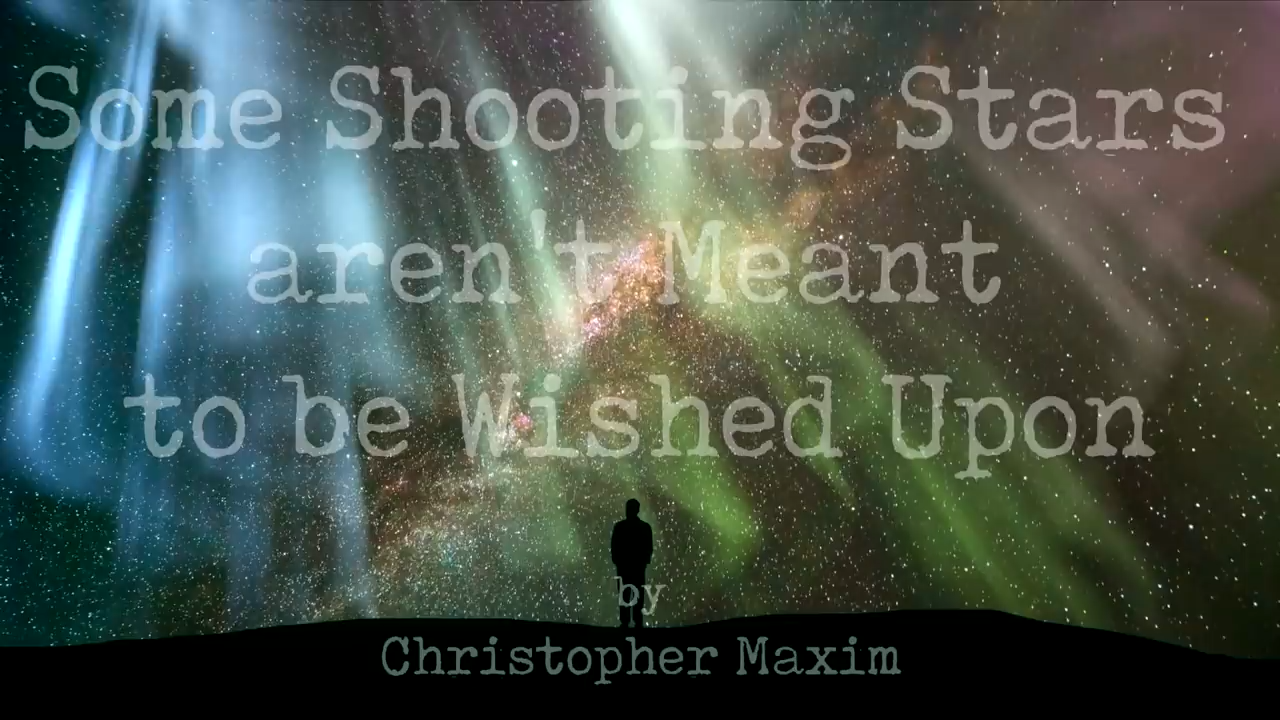 Some Shooting Stars
aren't Meant
to be Wished Upon
by
Christopher Maxim